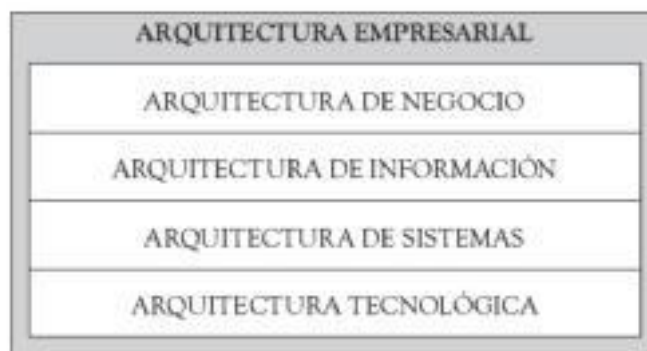 ARQUITECTURA EMPRESARIAL
ARQUITECTURA DE NEGOCIO
ARQUITECTURA DE INFORMACIÓN
ARQUITECTURA DE SISTEMAS
ARQUITECTURA TECNOLÓGICA